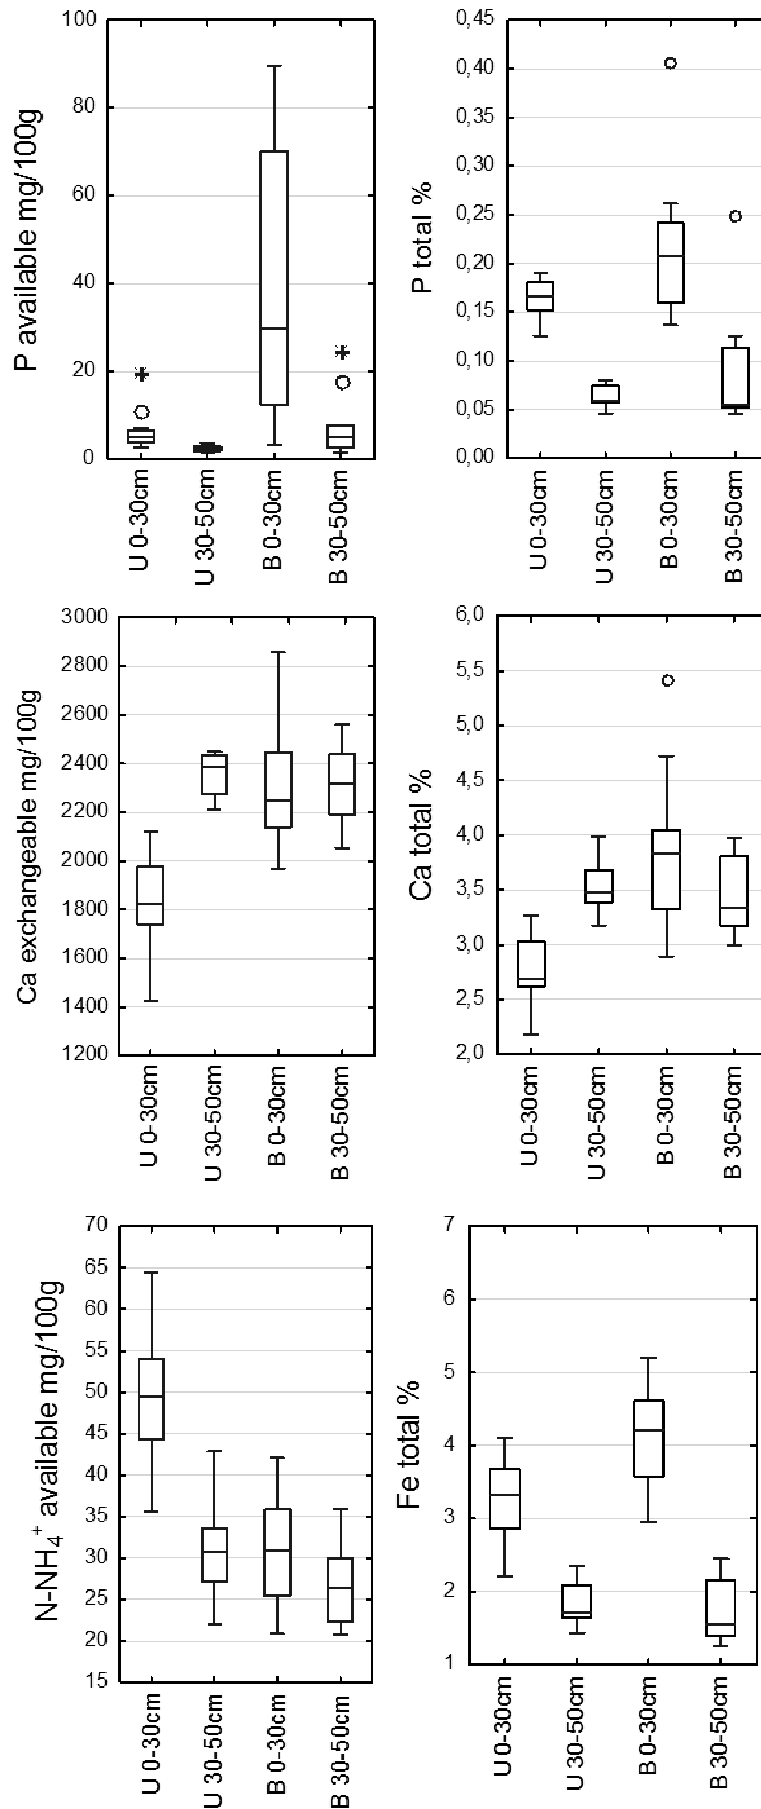 P available mg/100g
100
80
60
40
20
0
U 0-30cm
U 30-50cm
B 0-30cm
B 30-50cm
P total %
0,45
0,40
0,35
0,30
0,25
0,20
0,15
0,10
0,05
0,00
U 0-30cm
U 30-50cm
B 0-30cm
B 30-50cm
Ca exchangeable mg/100g
3000
2800
2600
2400
2200
2000
1800
1600
1400
1200
U 0-30cm
U 30-50cm
B 0-30cm
B 30-50cm
Ca total %
6,0
5,5
5,0
4,5
4,0
3,5
3,0
2,5
2,0
U 0-30cm
U 30-50cm
B 0-30cm
B 30-50cm
N-NH₄⁺ available mg/100g
70
65
60
55
50
45
40
35
30
25
20
15
U 0-30cm
U 30-50cm
B 0-30cm
B 30-50cm
Fe total %
7
6
5
4
3
2
1
U 0-30cm
U 30-50cm
B 0-30cm
B 30-50cm